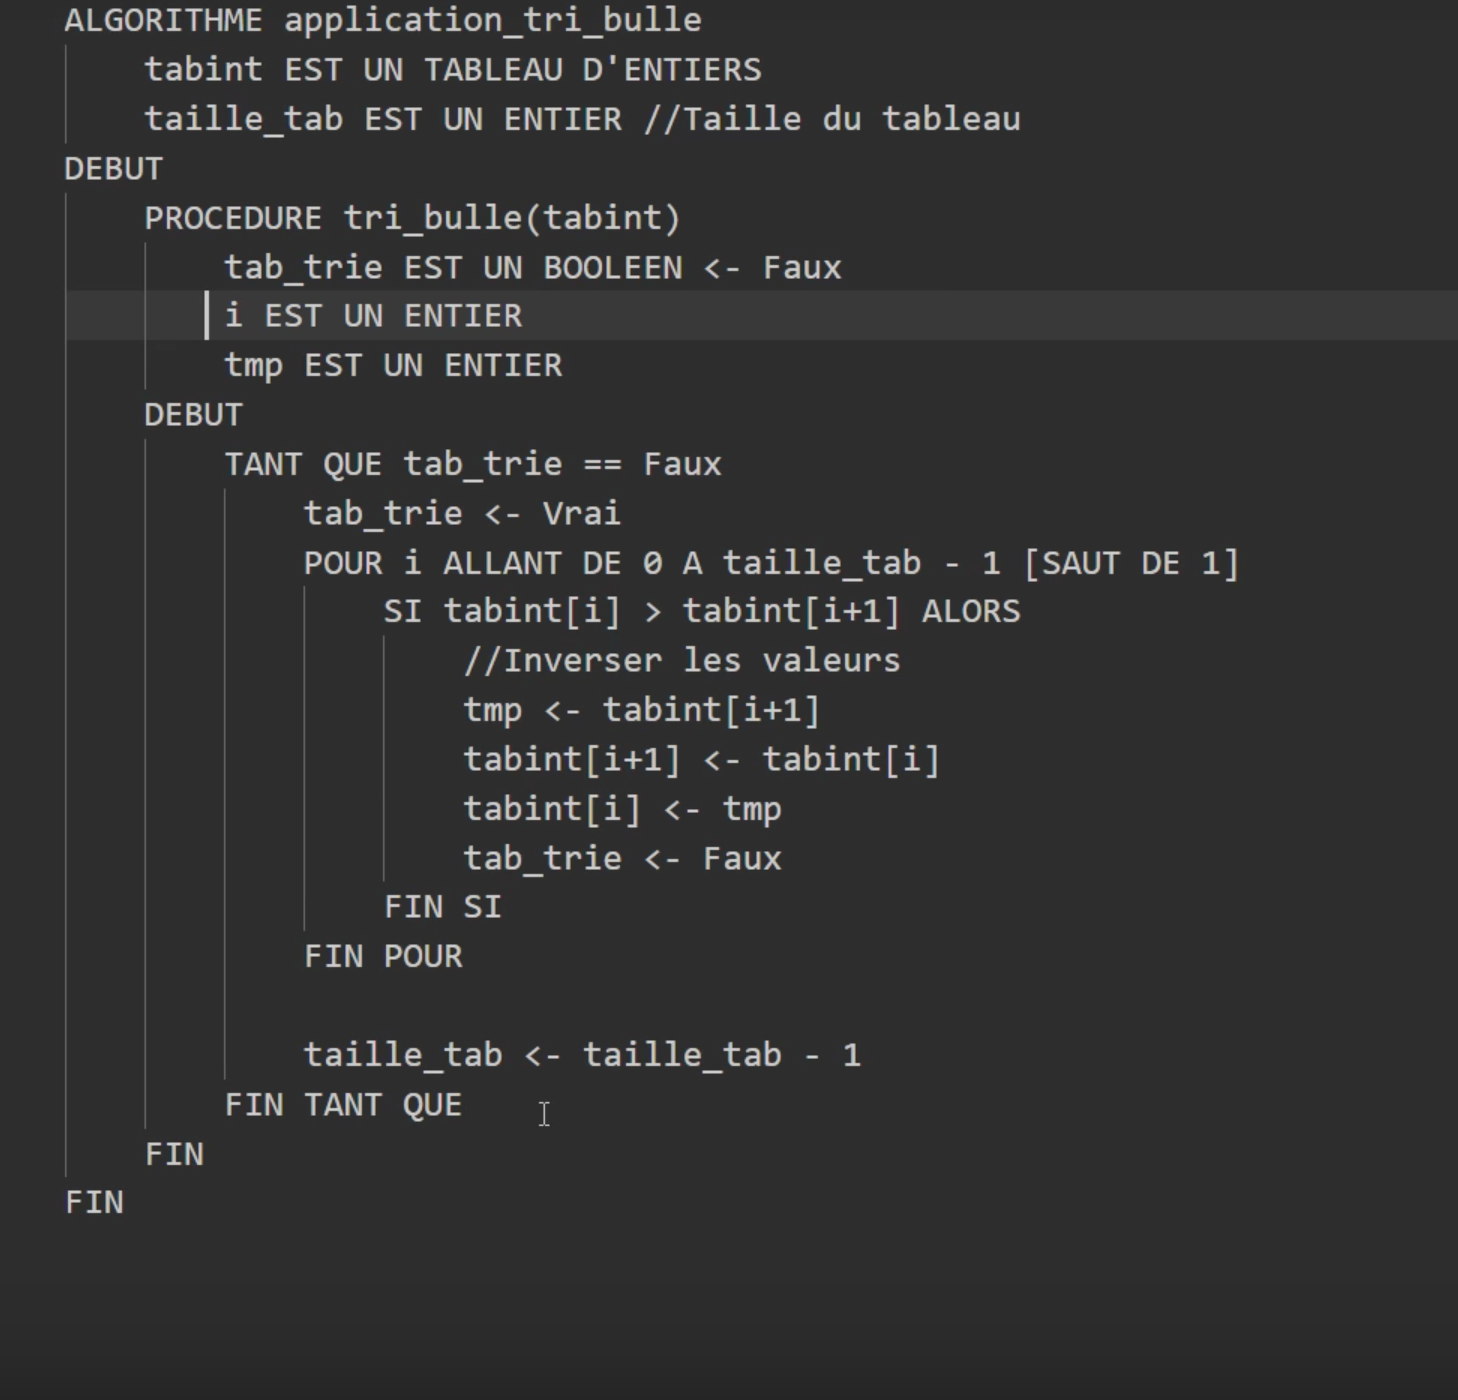 ALGORITHME application_tri_bulle
tabint EST UN TABLEAU D'ENTIERS
taille_tab EST UN ENTIER //Taille du tableau
DEBUT
PROCEDURE tri_bulle(tabint)
tab_trie EST UN BOOLEEN <- Faux
i EST UN ENTIER
tmp EST UN ENTIER
DEBUT
TANT QUE tab_trie == Faux
tab_trie <- Vrai
POUR i ALLANT DE 0 A taille_tab - 1 [SAUT DE 1]
SI tabint[i] > tabint[i+1] ALORS
//Inverser les valeurs
tmp <- tabint[i+1]
tabint[i+1] <- tabint[i]
tabint[i] <- tmp
tab_trie <- Faux
FIN SI
FIN POUR
taille_tab <- taille_tab - 1
FIN TANT QUE
FIN
FIN